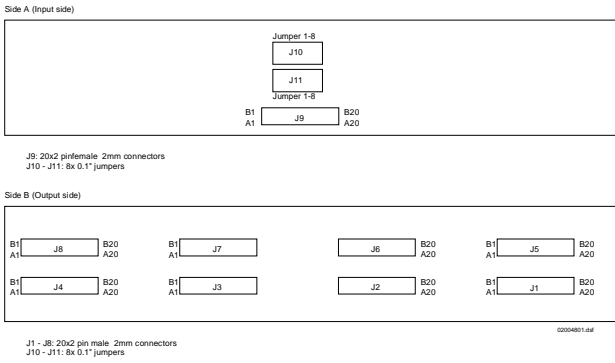 Side A (Input side)
Jumper 1-8
J10
J11
Jumper 1-8
B1 B20
J9
A1 A20
J9: 20x2 pinfemale 2mm connectors
J10 - J11: 8x 0.1" jumpers
Side B (Output side)
B1 B20 B1 B20 B1 B20
J8 J7 J6 J5
A1 A20 A1 A20 A1 A20
B1 B20 B1 B20 B1 B20
J4 J3 J2 J1
A1 A20 A1 A20 A1 A20
02004801.dsf
J1 - J8: 20x2 pin male 2mm connectors
J10 - J11: 8x 0.1" jumpers